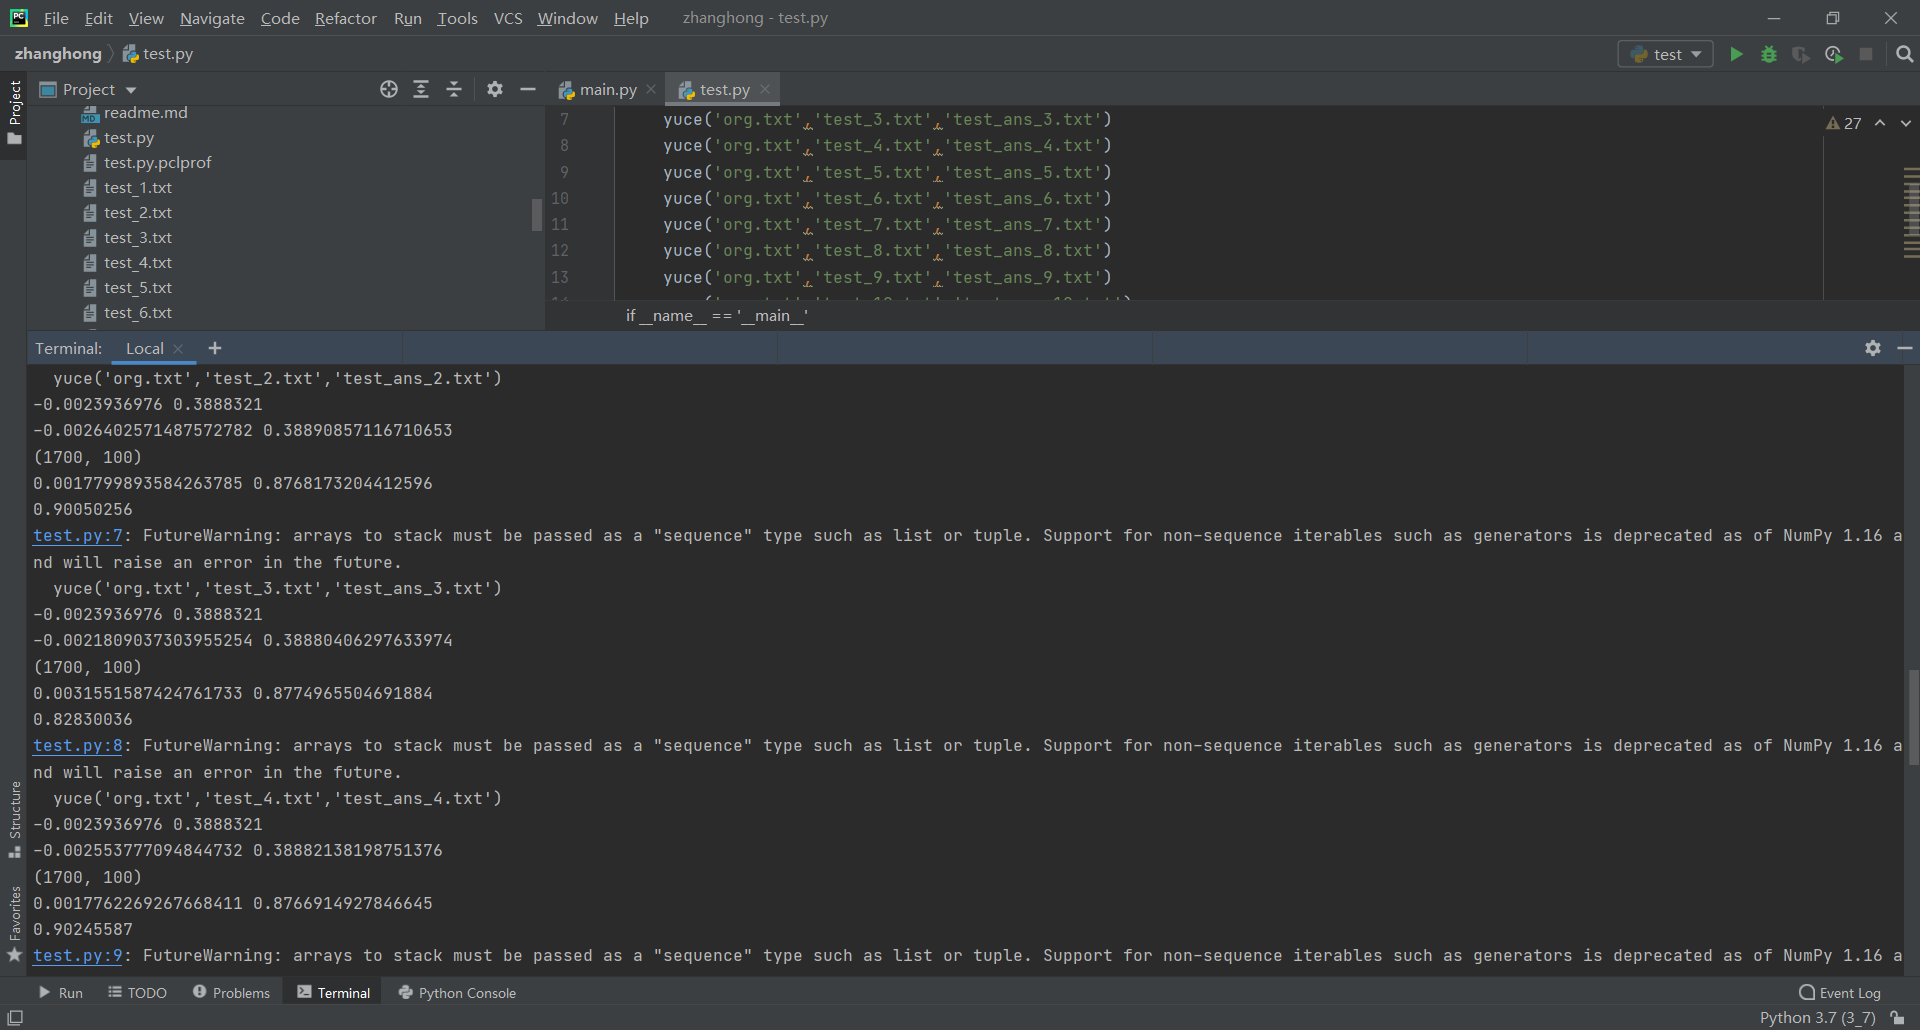 PC File Edit View Navigate Code Refactor Run Tools VCS Window Help zhanghong - test.py
zhanghong test.py test
Project
Project main.py test.py
readme.md
test.py
test.py.pclprof
test_1.txt
test_2.txt
test_3.txt
test_4.txt
test_5.txt
test_6.txt
7 yuce('org.txt','test_3.txt','test_ans_3.txt')
8 yuce('org.txt','test_4.txt','test_ans_4.txt')
9 yuce('org.txt','test_5.txt','test_ans_5.txt')
10 yuce('org.txt','test_6.txt','test_ans_6.txt')
11 yuce('org.txt','test_7.txt','test_ans_7.txt')
12 yuce('org.txt','test_8.txt','test_ans_8.txt')
13 yuce('org.txt','test_9.txt','test_ans_9.txt')
27
if __name__ == '__main__'
Terminal: Local
yuce('org.txt','test_2.txt','test_ans_2.txt')
-0.0023936976 0.3888321
-0.0026402571487572782 0.38890857116710653
(1700, 100)
0.0017799893584263785 0.8768173204412596
0.90050256
test.py:7: FutureWarning: arrays to stack must be passed as a "sequence" type such as list or tuple. Support for non-sequence iterables such as generators is deprecated as of NumPy 1.16 a
nd will raise an error in the future.
yuce('org.txt','test_3.txt','test_ans_3.txt')
-0.0023936976 0.3888321
-0.0021809037303955254 0.38880406297633974
(1700, 100)
0.0031551587424761733 0.8774965504691884
0.82830036
test.py:8: FutureWarning: arrays to stack must be passed as a "sequence" type such as list or tuple. Support for non-sequence iterables such as generators is deprecated as of NumPy 1.16 a
nd will raise an error in the future.
yuce('org.txt','test_4.txt','test_ans_4.txt')
-0.0023936976 0.3888321
-0.0025537770948447​32 0.38882138198751376
(1700, 100)
0.0017762269267668411 0.8766914927846645
0.90245587
test.py:9: FutureWarning: arrays to stack must be passed as a "sequence" type such as list or tuple. Support for non-sequence iterables such as generators is deprecated as of NumPy 1.16 a
Structure
Favorites
Run TODO Problems Terminal Python Console Event Log
Python 3.7 (3_7)